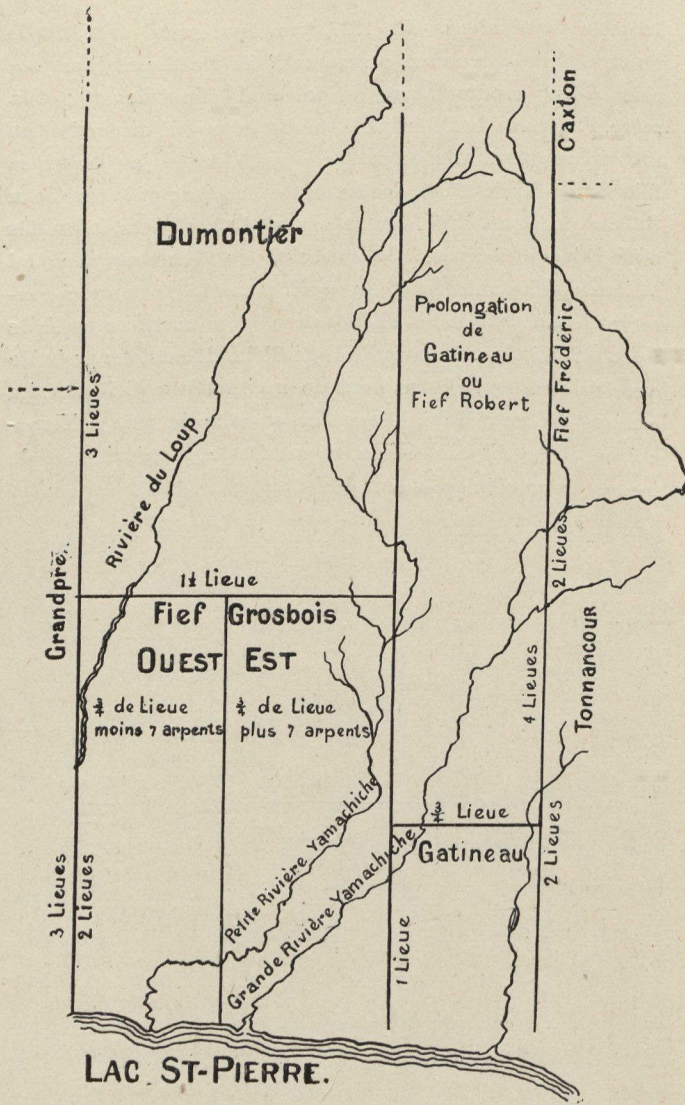 Caxton
Dumontier
Prolongation
de
Gatineau
ou
Fief Robert
Fief Frédéric
3 Lieues
Rivière du Loup
2 Lieues
1½ Lieue
Grandpré
Fief Grosbois
OUEST EST
¾ de Lieue
moins 7 arpents
¾ de Lieue
plus 7 arpents
4 Lieues
TONNANCOUR
¾ Lieue
Gatineau
2 Lieues
Petite Rivière Yamachiche
Grande Rivière Yamachiche
3 Lieues
2 Lieues
1 Lieue
LAC ST-PIERRE.